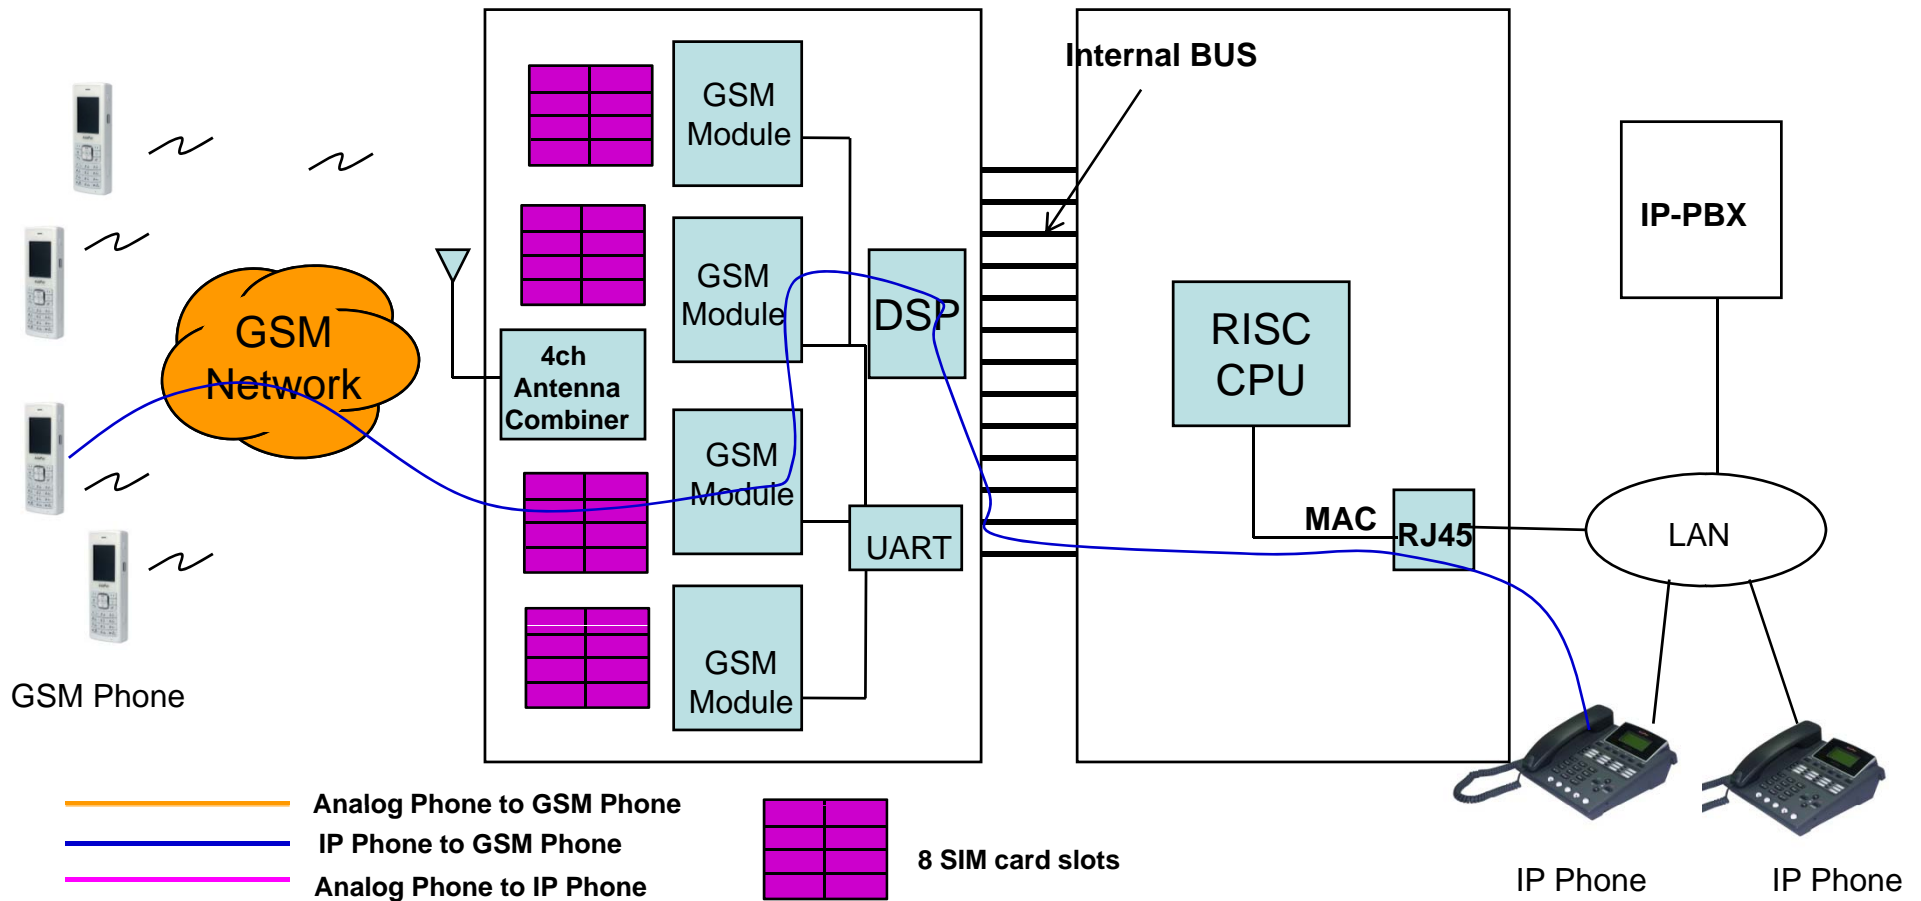 Internal BUS
GSM
Module
GSM
Module
GSM
Module
GSM
Module
4ch
Antenna
Combiner
GSM
Network
DSP
UART
RISC
CPU
MAC
RJ45
IP-PBX
LAN
GSM Phone
Analog Phone to GSM Phone
IP Phone to GSM Phone
Analog Phone to IP Phone
8 SIM card slots
IP Phone
IP Phone